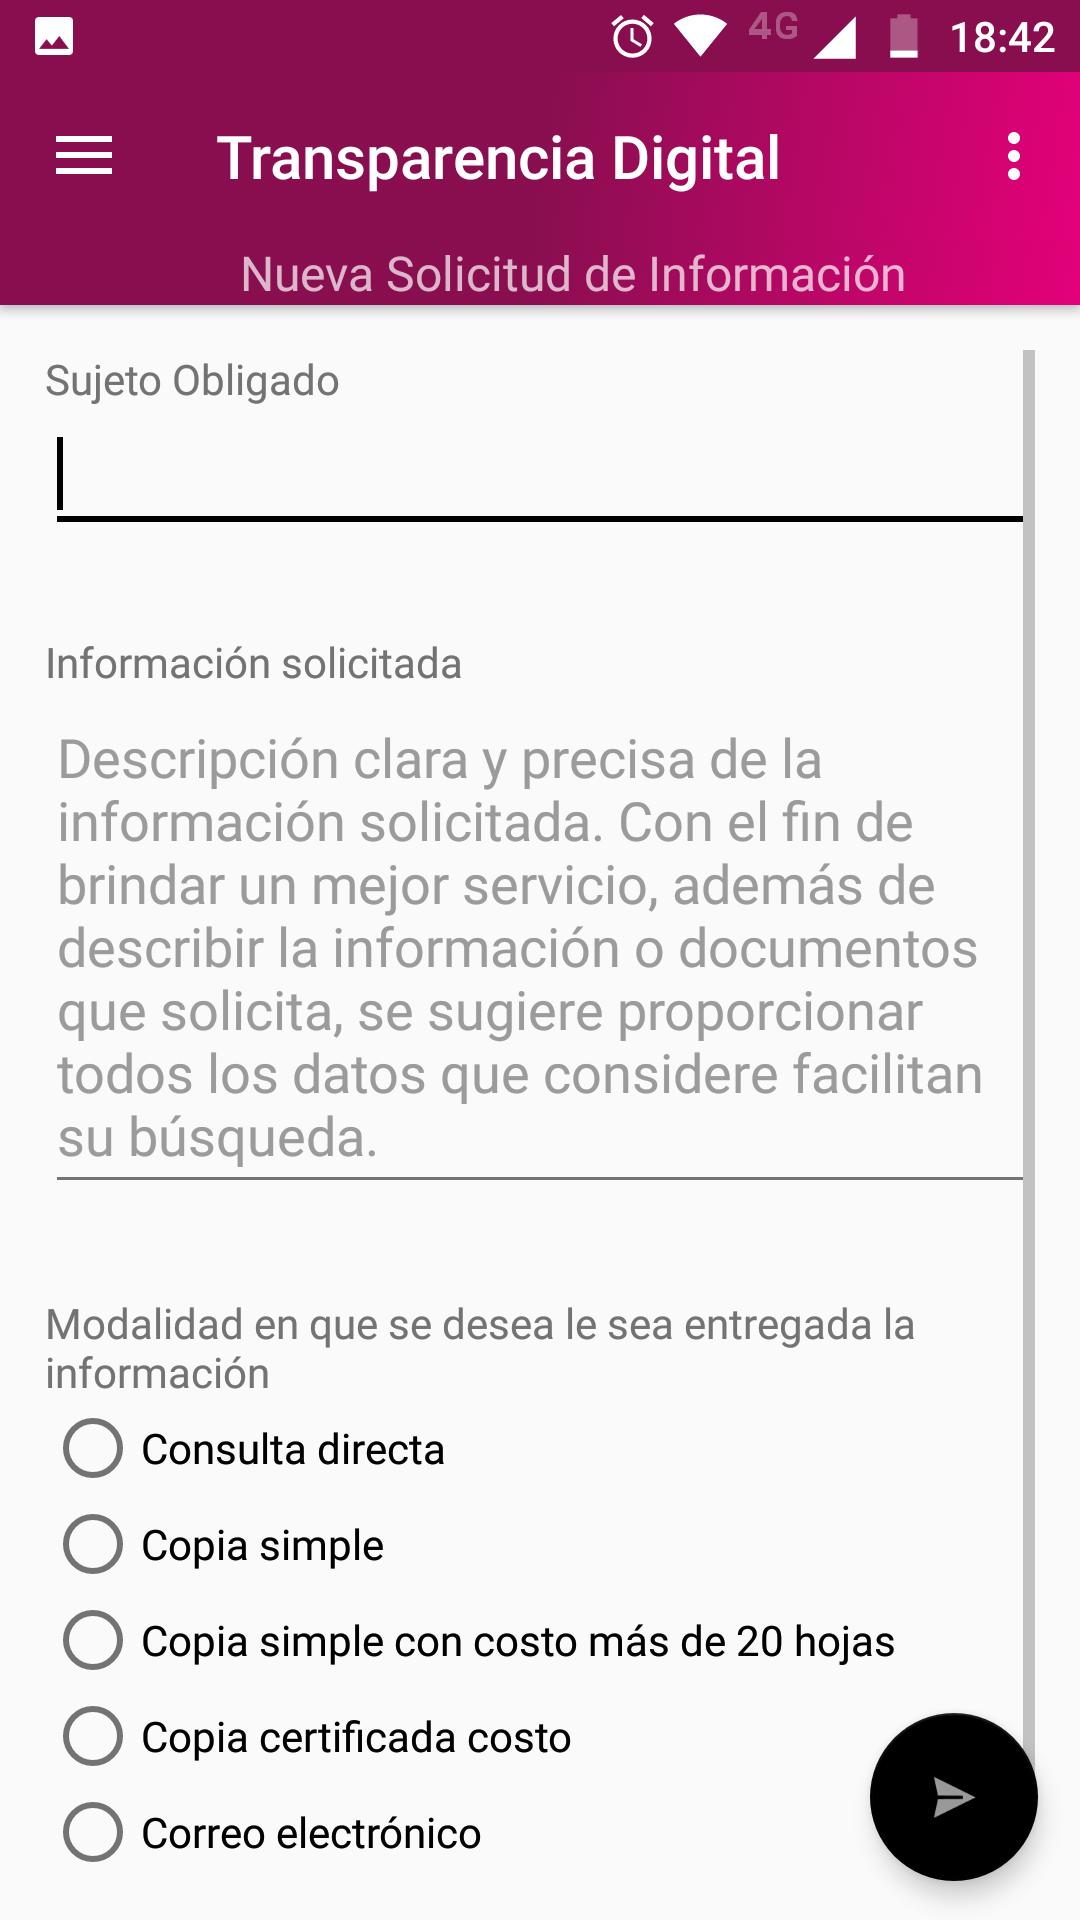 4G 18:42
Transparencia Digital
Nueva Solicitud de Información
Sujeto Obligado
Información solicitada
Descripción clara y precisa de la
información solicitada. Con el fin de
brindar un mejor servicio, además de
describir la información o documentos
que solicita, se sugiere proporcionar
todos los datos que considere facilitan
su búsqueda.
Modalidad en que se desea le sea entregada la
información
Consulta directa
Copia simple
Copia simple con costo más de 20 hojas
Copia certificada costo
Correo electrónico